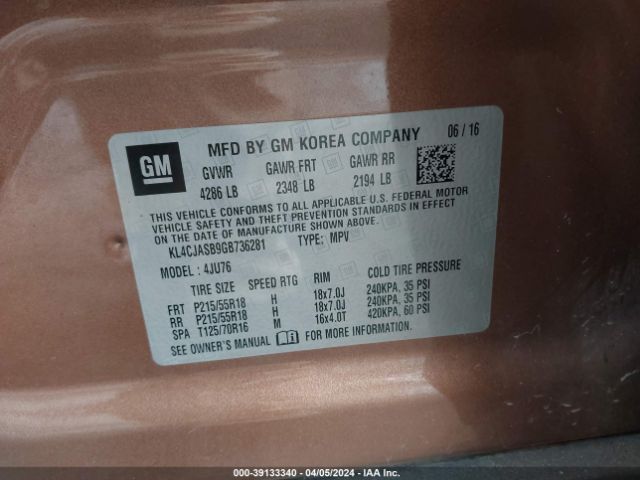 GM
MFD BY GM KOREA COMPANY 06 / 16
GVWR GAWR FRT GAWR RR
4286 LB 2348 LB 2194 LB
THIS VEHICLE CONFORMS TO ALL APPLICABLE U.S. FEDERAL MOTOR
VEHICLE SAFETY AND THEFT PREVENTION STANDARDS IN EFFECT
ON THE DATE OF MANUFACTURE SHOWN ABOVE.
KL4CJASB9GB736281 TYPE: MPV
MODEL : 4JU76
TIRE SIZE SPEED RTG RIM COLD TIRE PRESSURE
FRT P215/55R18 H 18x7.0J 240KPA, 35 PSI
RR P215/55R18 H 18x7.0J 240KPA, 35 PSI
SPA T125/70R16 M 16x4.0T 420KPA, 60 PSI
SEE OWNER'S MANUAL FOR MORE INFORMATION.
000-39133340 - 04/05/2024 - IAA Inc.